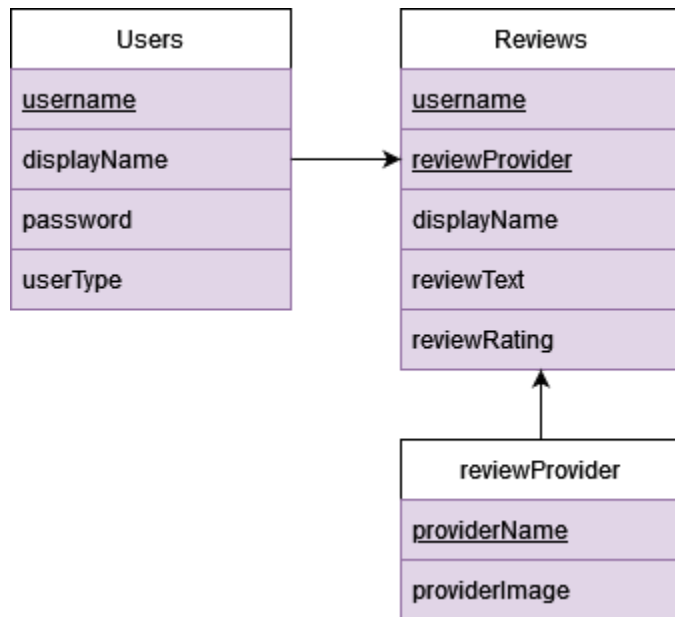 Users
username
displayName
password
userType
Reviews
username
reviewProvider
displayName
reviewText
reviewRating
reviewProvider
providerName
providerImage